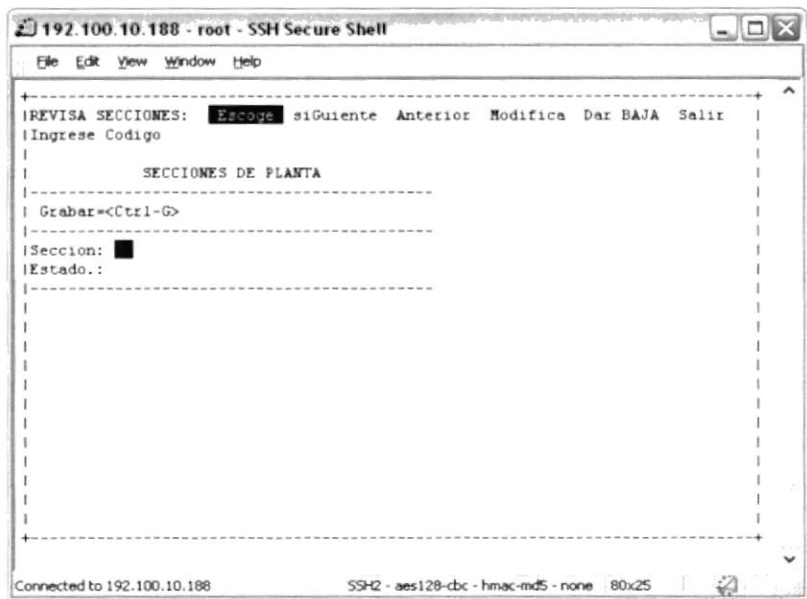 192.100.10.188 - root - SSH Secure Shell
File Edit View Window Help
REVISA SECCIONES: Escoge siGuiente Anterior Modifica Dar BAJA Salir
Ingrese Codigo
SECCIONES DE PLANTA
Grabar=<Ctrl-G>
Seccion:
Estado.:
Connected to 192.100.10.188 SSH2 - aes128-cbc - hmac-md5 - none 80x25